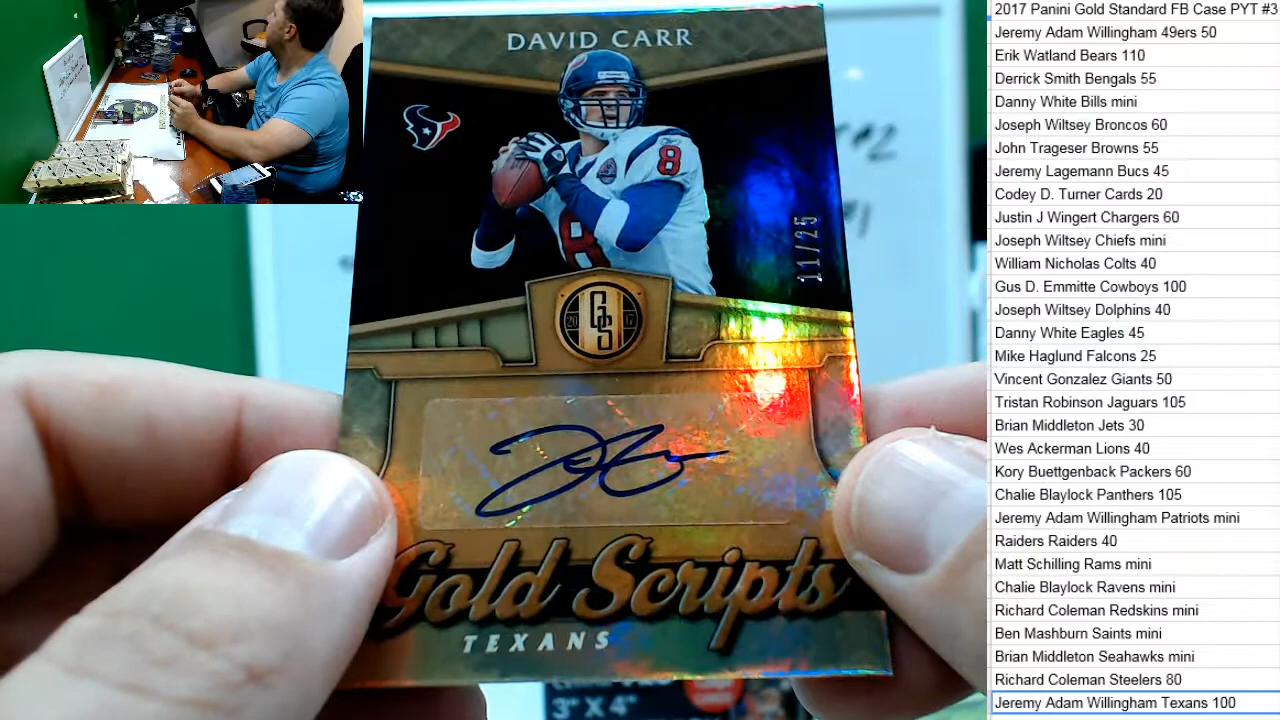 DAVID CARR
8
8
11/25
20 GS 17
Gold Scripts
TEXANS
3" X 4"
#2
2017 Panini Gold Standard FB Case PYT #3
Jeremy Adam Willingham 49ers 50
Erik Watland Bears 110
Derrick Smith Bengals 55
Danny White Bills mini
Joseph Wiltsey Broncos 60
John Trageser Browns 55
Jeremy Lagemann Bucs 45
Codey D. Turner Cards 20
Justin J Wingert Chargers 60
Joseph Wiltsey Chiefs mini
William Nicholas Colts 40
Gus D. Emmitte Cowboys 100
Joseph Wiltsey Dolphins 40
Danny White Eagles 45
Mike Haglund Falcons 25
Vincent Gonzalez Giants 50
Tristan Robinson Jaguars 105
Brian Middleton Jets 30
Wes Ackerman Lions 40
Kory Buettgenback Packers 60
Chalie Blaylock Panthers 105
Jeremy Adam Willingham Patriots mini
Raiders Raiders 40
Matt Schilling Rams mini
Chalie Blaylock Ravens mini
Richard Coleman Redskins mini
Ben Mashburn Saints mini
Brian Middleton Seahawks mini
Richard Coleman Steelers 80
Jeremy Adam Willingham Texans 100